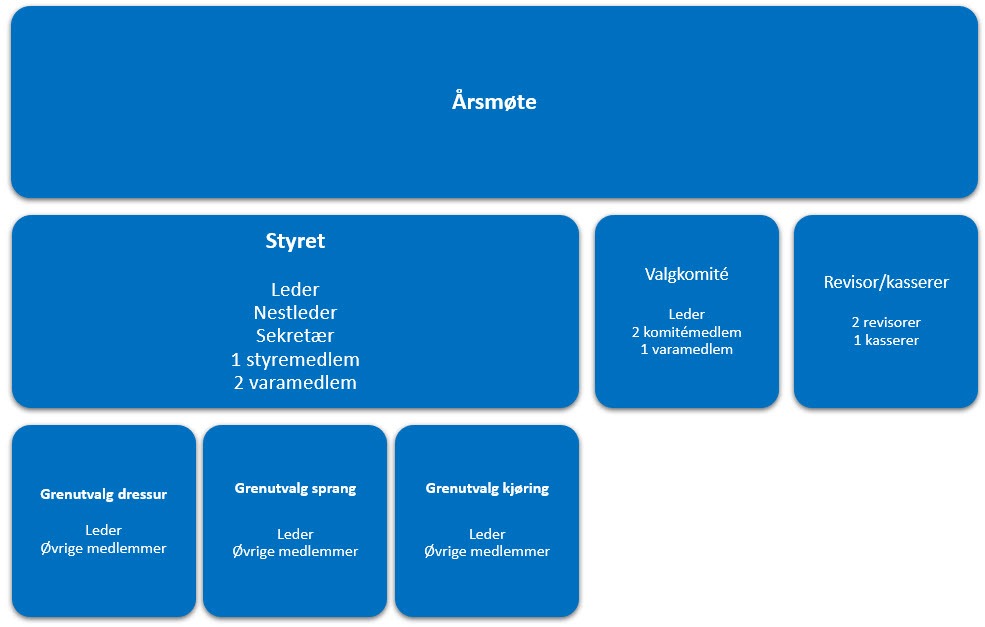 Årsmøte
Styret
Leder
Nestleder
Sekretær
1 styremedlem
2 varamedlem
Valgkomité
Leder
2 komitémedlem
1 varamedlem
Revisor/kasserer
2 revisorer
1 kasserer
Grenutvalg dressur
Leder
Øvrige medlemmer
Grenutvalg sprang
Leder
Øvrige medlemmer
Grenutvalg kjøring
Leder
Øvrige medlemmer